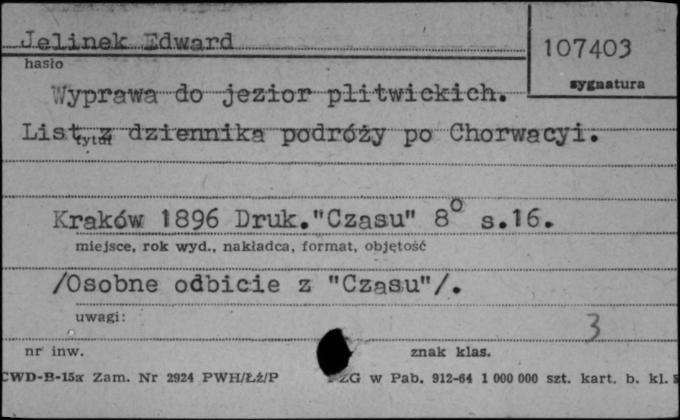 Jelinek Edward
107403
hasło
sygnatura
Wyprawa do jezior plitwickich.
List z dziennika podróży po Chorwacyi.
tytuł
Kraków 1896 Druk."Czasu" 8° s.16.
miejsce, rok wyd., nakładca, format, objętość
/Osobne odbicie z "Czasu"/.
uwagi:
3
nr inw.
znak klas.
CWD-B-15x Zam. Nr 2924 PWH/Łż/P PZG w Pab. 912-64 1 000 000 szt. kart. b. kl.